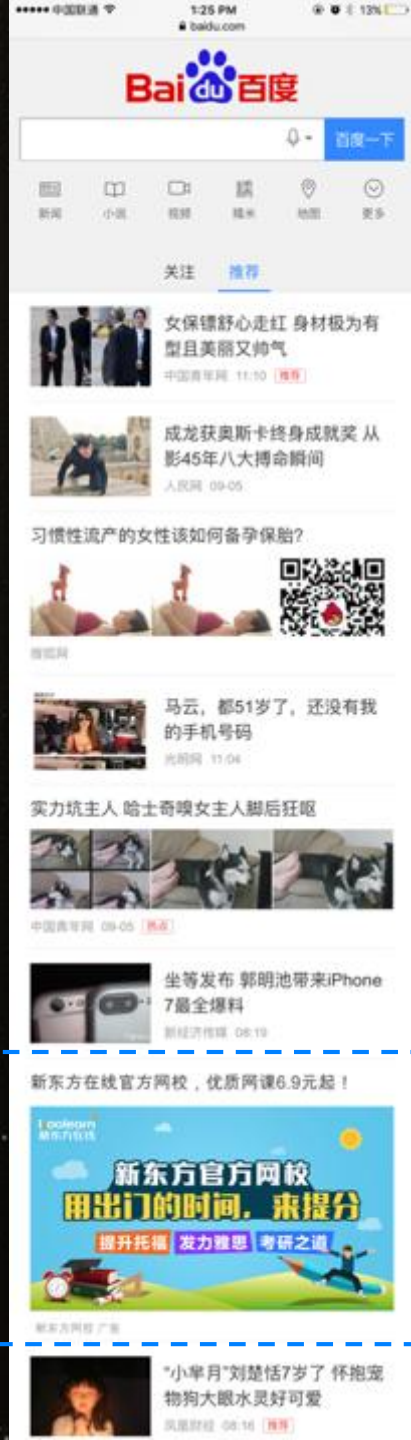 中国联通
1:25 PM
13%
baidu.com
Bai du 百度
百度一下
新闻 小说 视频 糯米 地图 更多
关注 推荐
女保镖舒心走红 身材极为有
型且美丽又帅气
中国青年网 11:10 推荐
成龙获奥斯卡终身成就奖 从
影45年八大搏命瞬间
人民网 09-05
习惯性流产的女性该如何备孕保胎?
搜狐网
马云，都51岁了，还没有我
的手机号码
光明网 11:04
实力坑主人 哈士奇嗅女主人脚后狂呕
中国青年网 09-05 热点
坐等发布 郭明池带来iPhone
7最全爆料
新经济传媒 08:19
新东方在线官方网校，优质网课6.9元起！
koolearn
新东方在线
新东方官方网校
用出门的时间，来提分
提升托福 发力雅思 考研之道
新东方网校 广告
“小芈月”刘楚恬7岁了 怀抱宠
物狗大眼水灵好可爱
凤凰财经 08:16 推荐